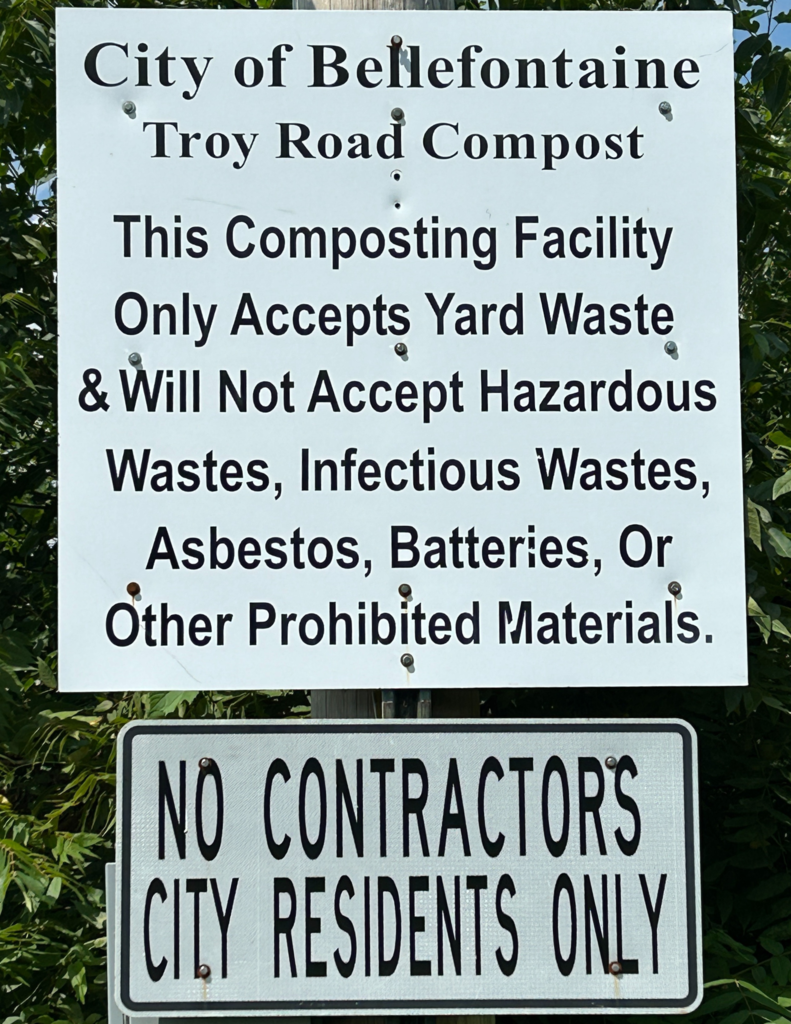 City of Bellefontaine
Troy Road Compost
This Composting Facility
Only Accepts Yard Waste
& Will Not Accept Hazardous
Wastes, Infectious Wastes,
Asbestos, Batteries, Or
Other Prohibited Materials.
NO CONTRACTORS
CITY RESIDENTS ONLY